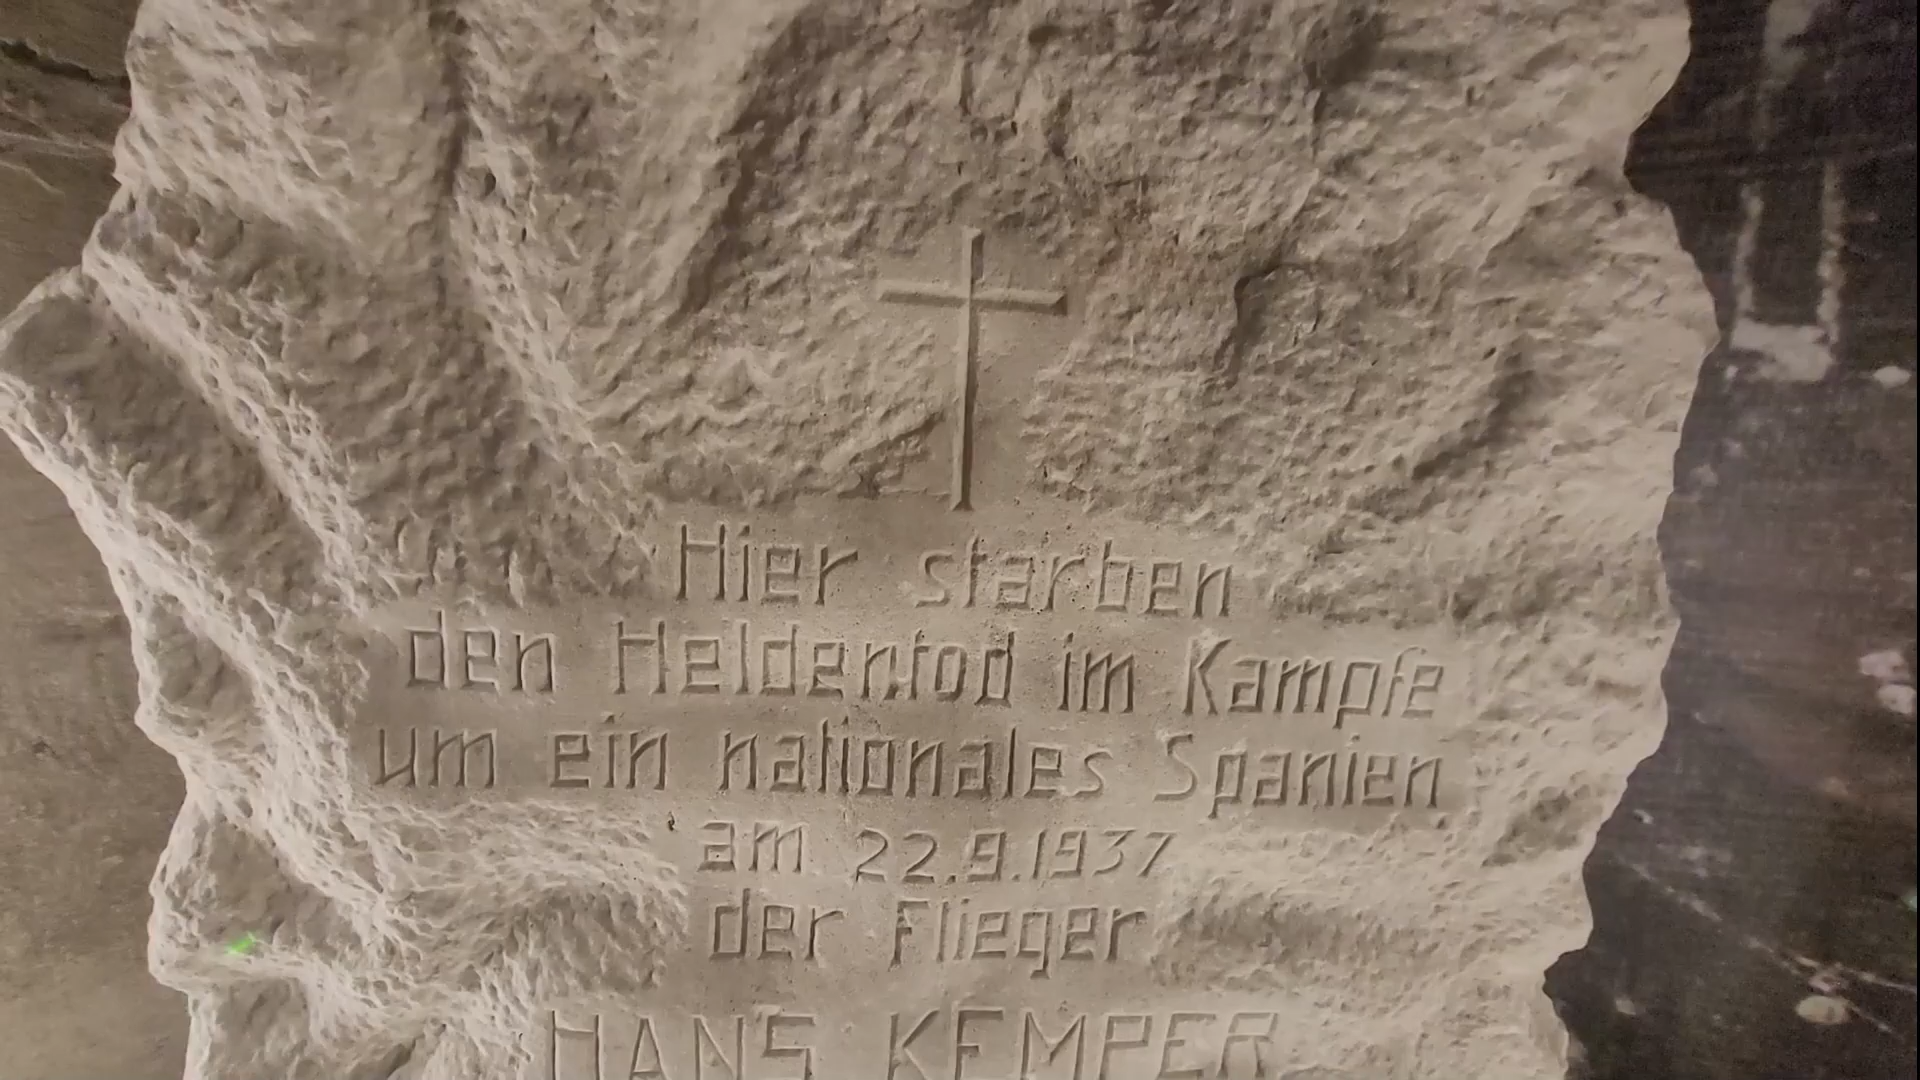 Hier starben
den Heldentod im Kampfe
um ein nationales Spanien
am 22.9.1937
der Flieger
HANS KEMPER